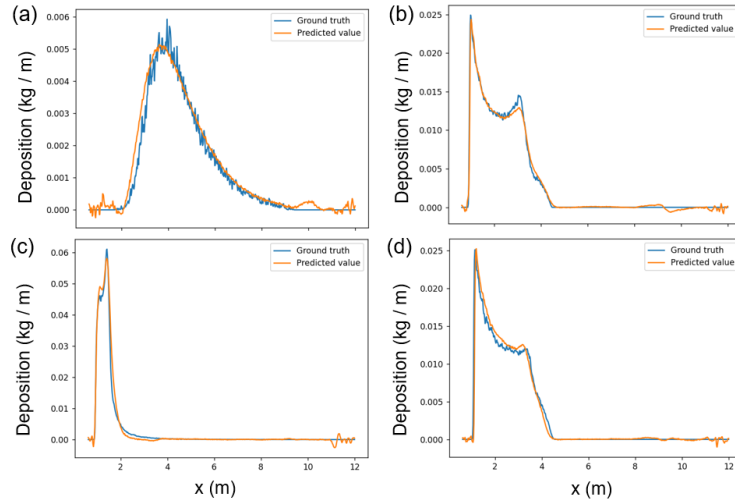 (a)
Deposition (kg / m)
0.006
0.005
0.004
0.003
0.002
0.001
0.000
Ground truth
Predicted value
(b)
Deposition (kg / m)
0.025
0.020
0.015
0.010
0.005
0.000
Ground truth
Predicted value
(c)
Deposition (kg / m)
0.06
0.05
0.04
0.03
0.02
0.01
0.00
Ground truth
Predicted value
2 4 6 8 10 12
x (m)
(d)
Deposition (kg / m)
0.025
0.020
0.015
0.010
0.005
0.000
Ground truth
Predicted value
2 4 6 8 10 12
x (m)